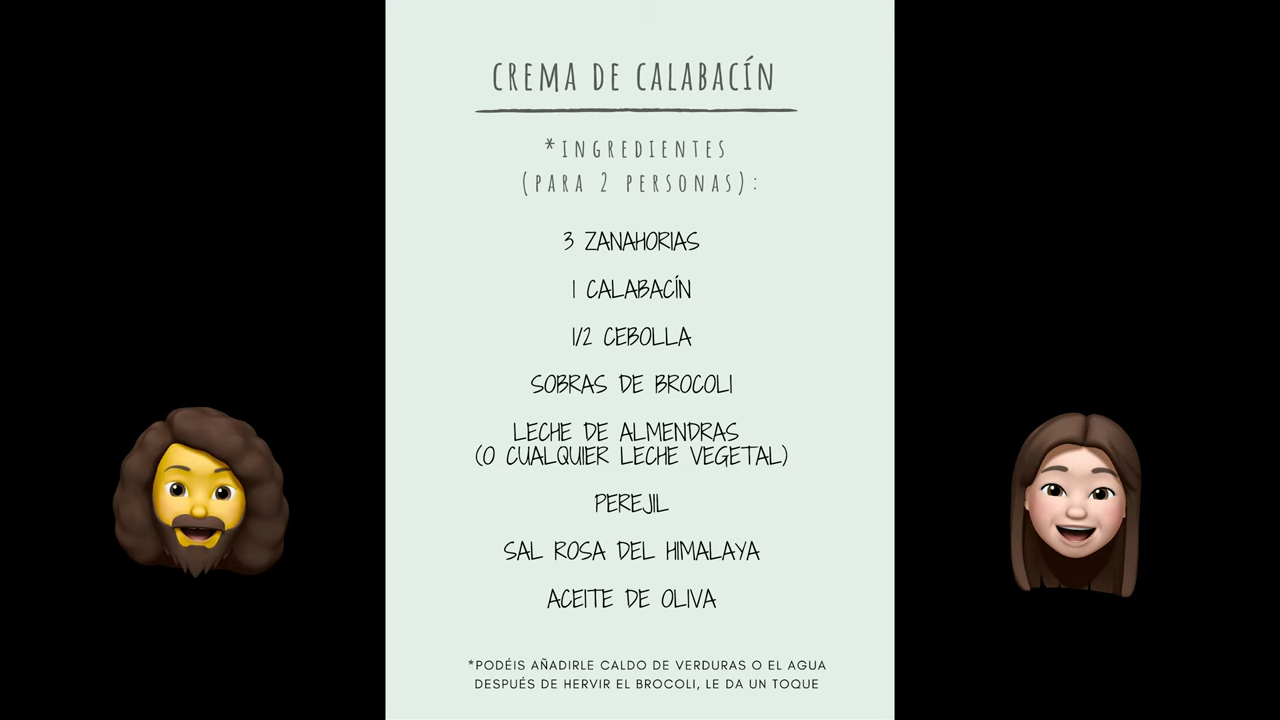 CREMA DE CALABACÍN
*INGREDIENTES
(PARA 2 PERSONAS):
3 ZANAHORIAS
1 CALABACÍN
1/2 CEBOLLA
SOBRAS DE BROCOLI
LECHE DE ALMENDRAS
(O CUALQUIER LECHE VEGETAL)
PEREJIL
SAL ROSA DEL HIMALAYA
ACEITE DE OLIVA
*PODÉIS AÑADIRLE CALDO DE VERDURAS O EL AGUA
DESPUÉS DE HERVIR EL BROCOLI, LE DA UN TOQUE